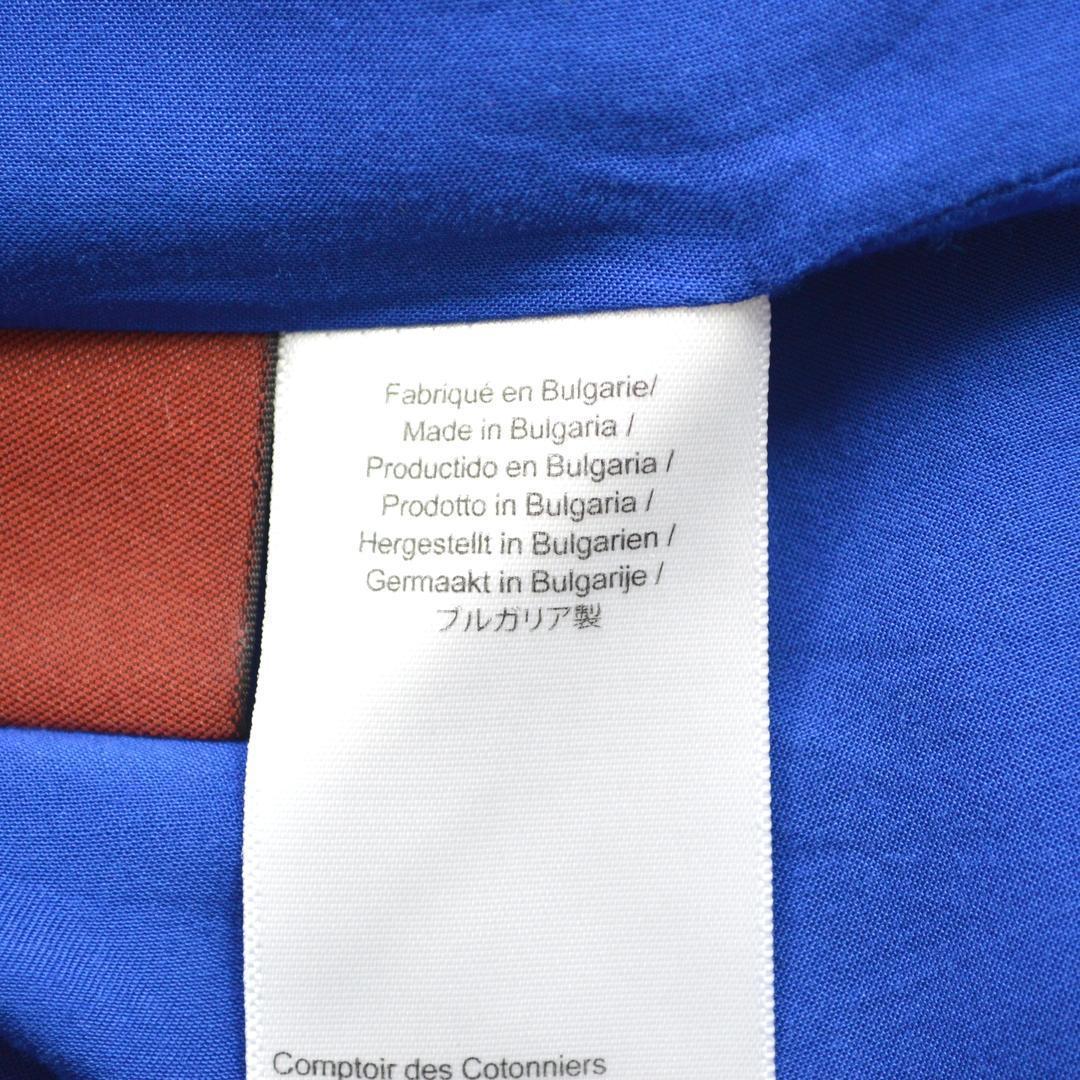 Fabriqué en Bulgarie/
Made in Bulgaria /
Productido en Bulgaria /
Prodotto in Bulgaria /
Hergestellt in Bulgarien /
Germaakt in Bulgarije /
ブルガリア製
Comptoir des Cotonniers